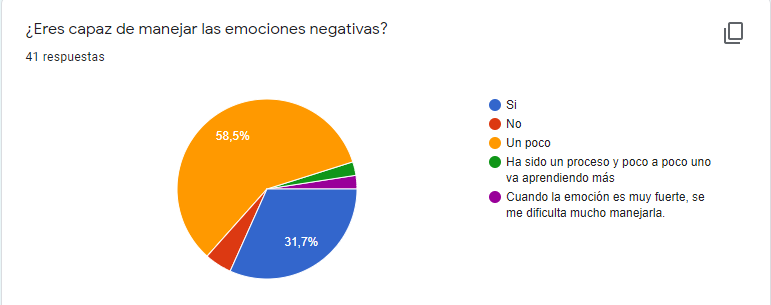 ¿Eres capaz de manejar las emociones negativas?
41 respuestas
58,5%
31,7%
Si
No
Un poco
Ha sido un proceso y poco a poco uno
va aprendiendo más
Cuando la emoción es muy fuerte, se
me dificulta mucho manejarla.